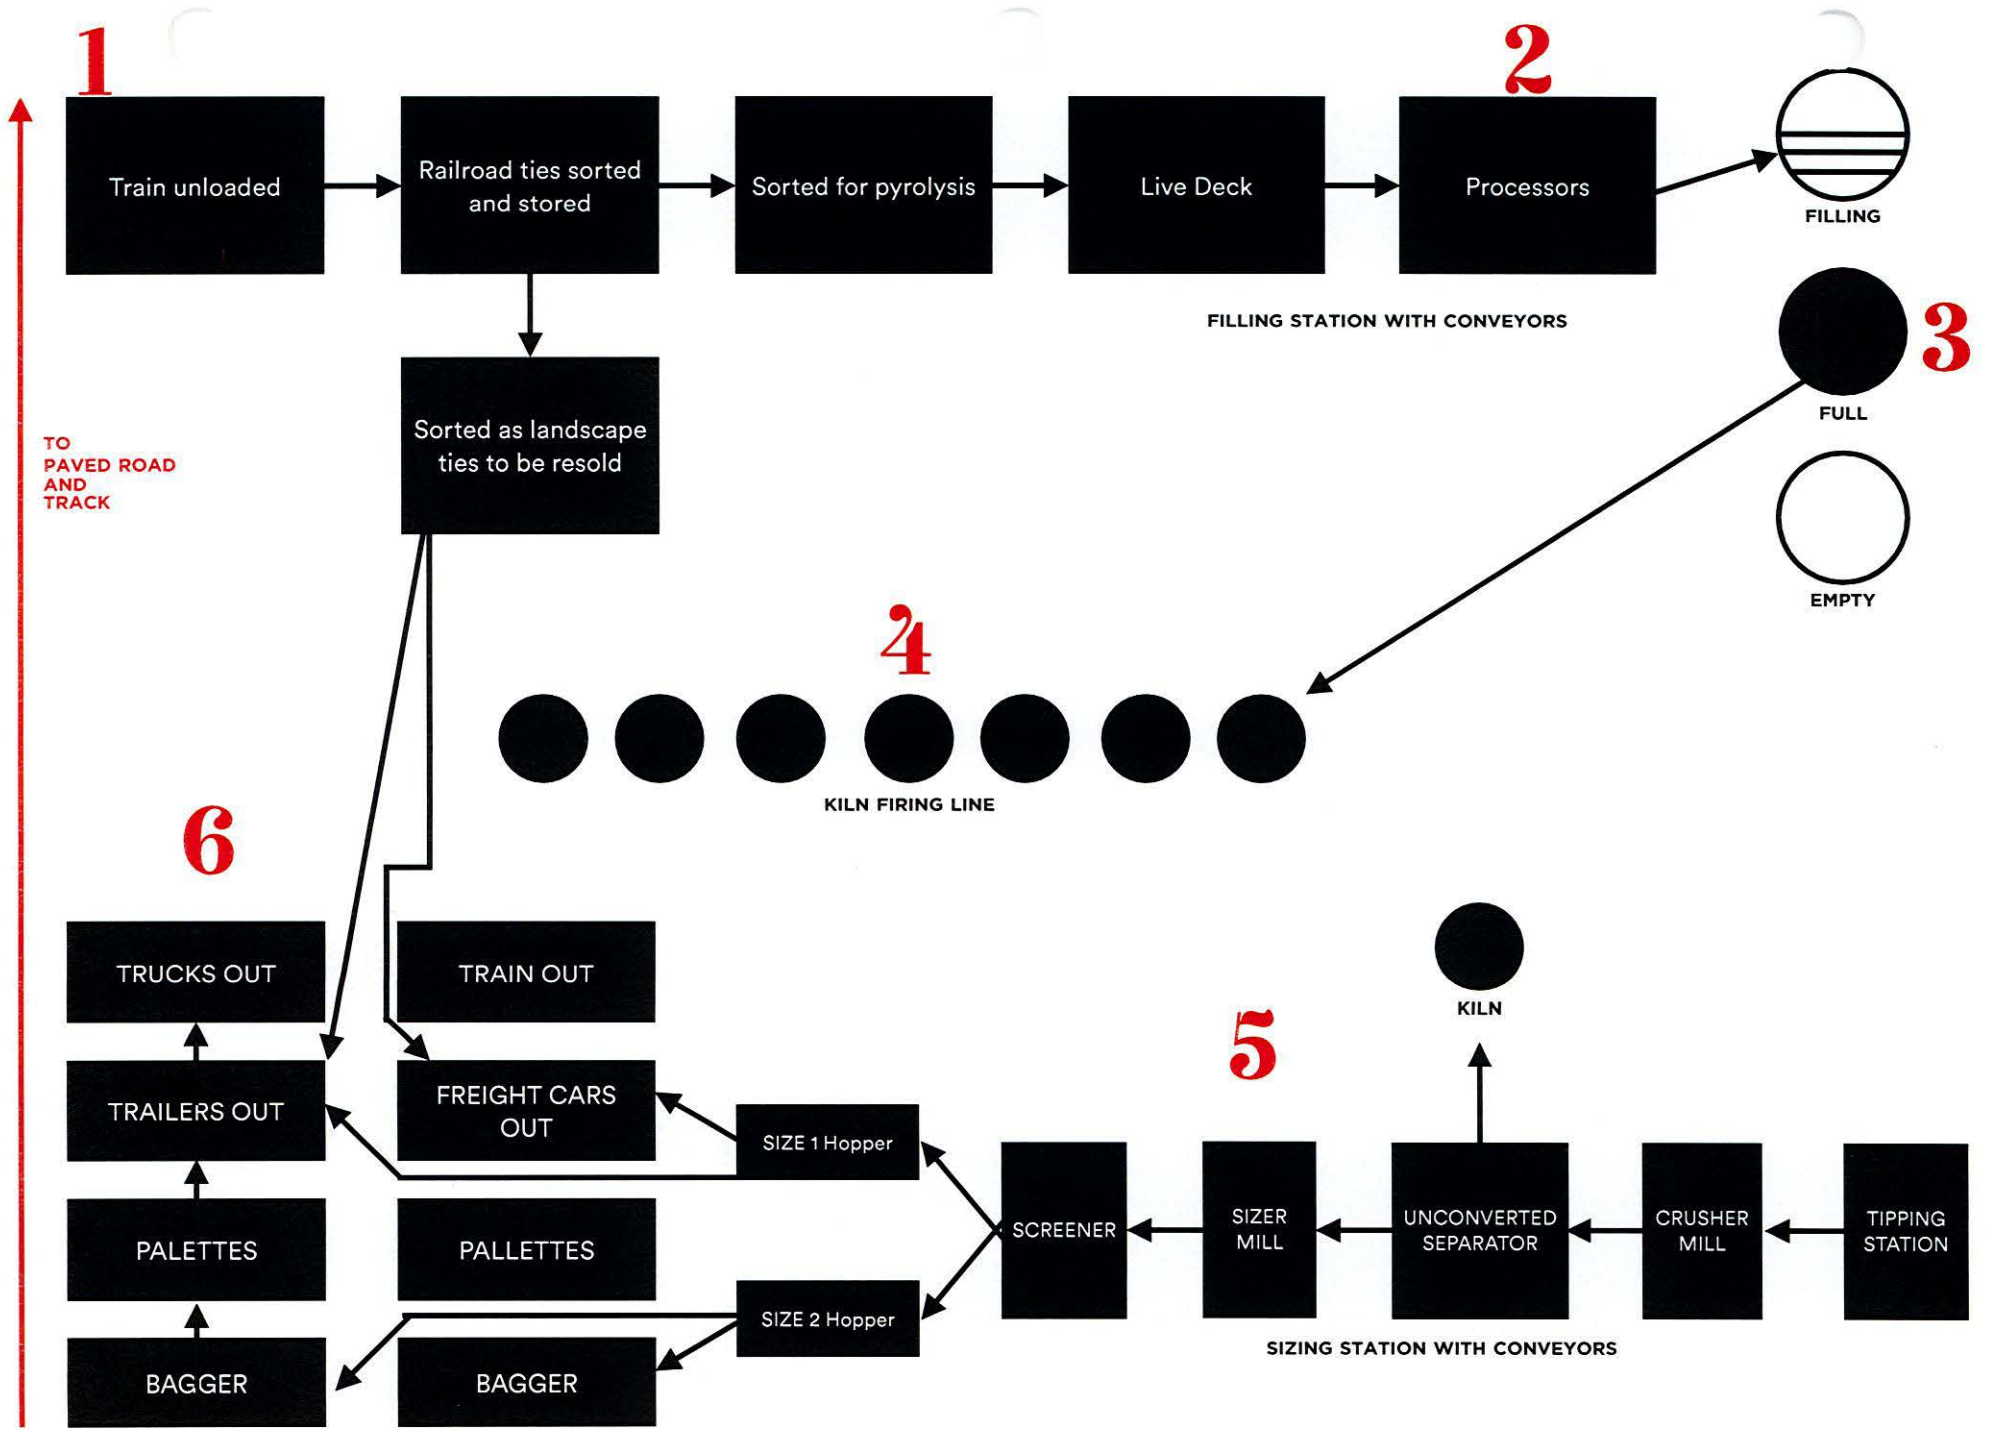 1
2
Train unloaded
Railroad ties sorted
and stored
Sorted for pyrolysis
Live Deck
Processors
FILLING
FILLING STATION WITH CONVEYORS
3
FULL
Sorted as landscape
ties to be resold
TO
PAVED ROAD
AND
TRACK
EMPTY
4
KILN FIRING LINE
6
TRUCKS OUT
TRAIN OUT
KILN
5
TRAILERS OUT
FREIGHT CARS
OUT
SIZE 1 Hopper
SCREENER
SIZER
MILL
UNCONVERTED
SEPARATOR
CRUSHER
MILL
TIPPING
STATION
PALETTES
PALLETTES
SIZE 2 Hopper
SIZING STATION WITH CONVEYORS
BAGGER
BAGGER